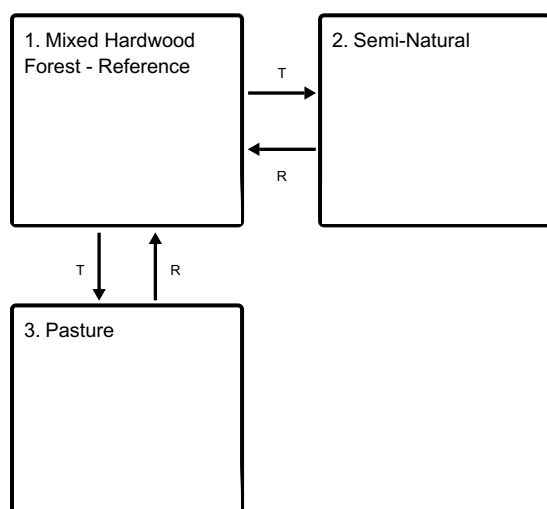 1. Mixed Hardwood
Forest - Reference
2. Semi-Natural
T
R
T
R
3. Pasture